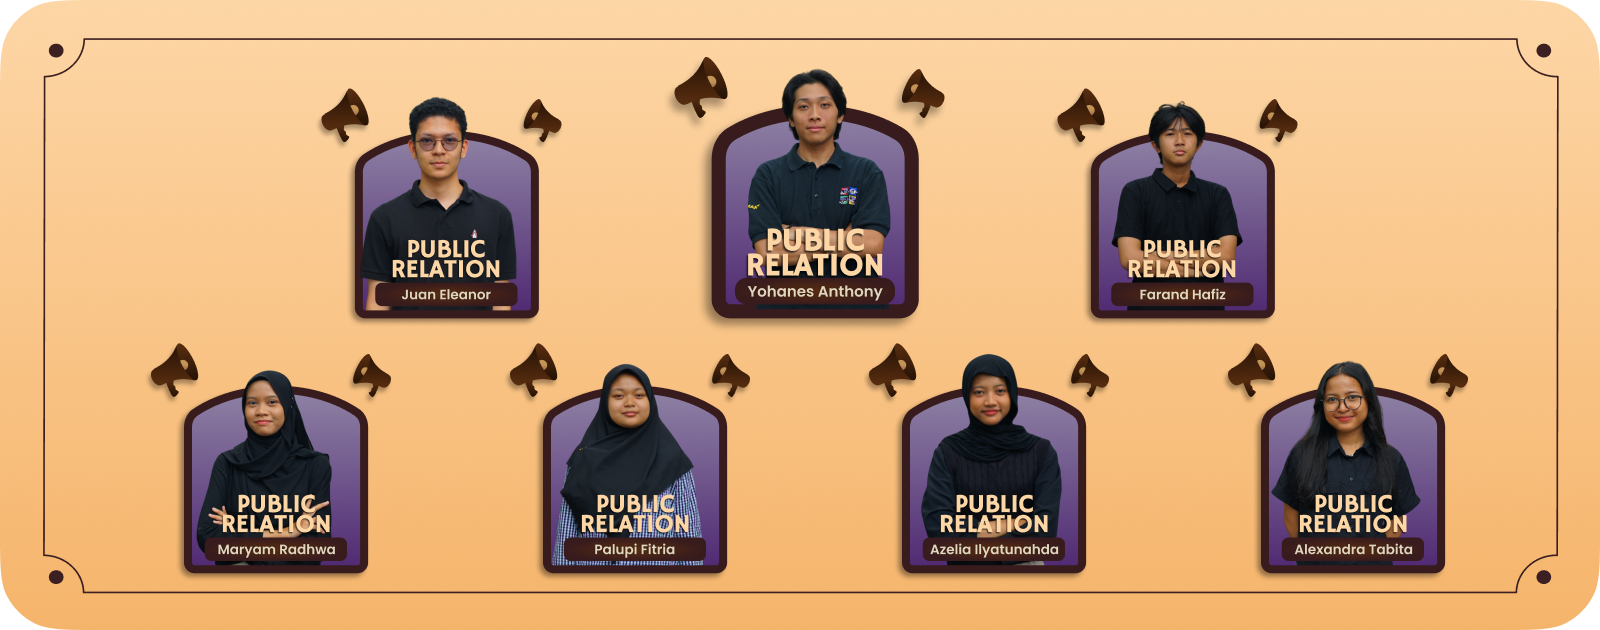 PUBLIC
RELATION
Juan Eleanor
PUBLIC
RELATION
Yohanes Anthony
PUBLIC
RELATION
Farand Hafiz
PUBLIC
RELATION
Maryam Radhwa
PUBLIC
RELATION
Palupi Fitria
PUBLIC
RELATION
Azelia Ilyatunahda
PUBLIC
RELATION
Alexandra Tabita